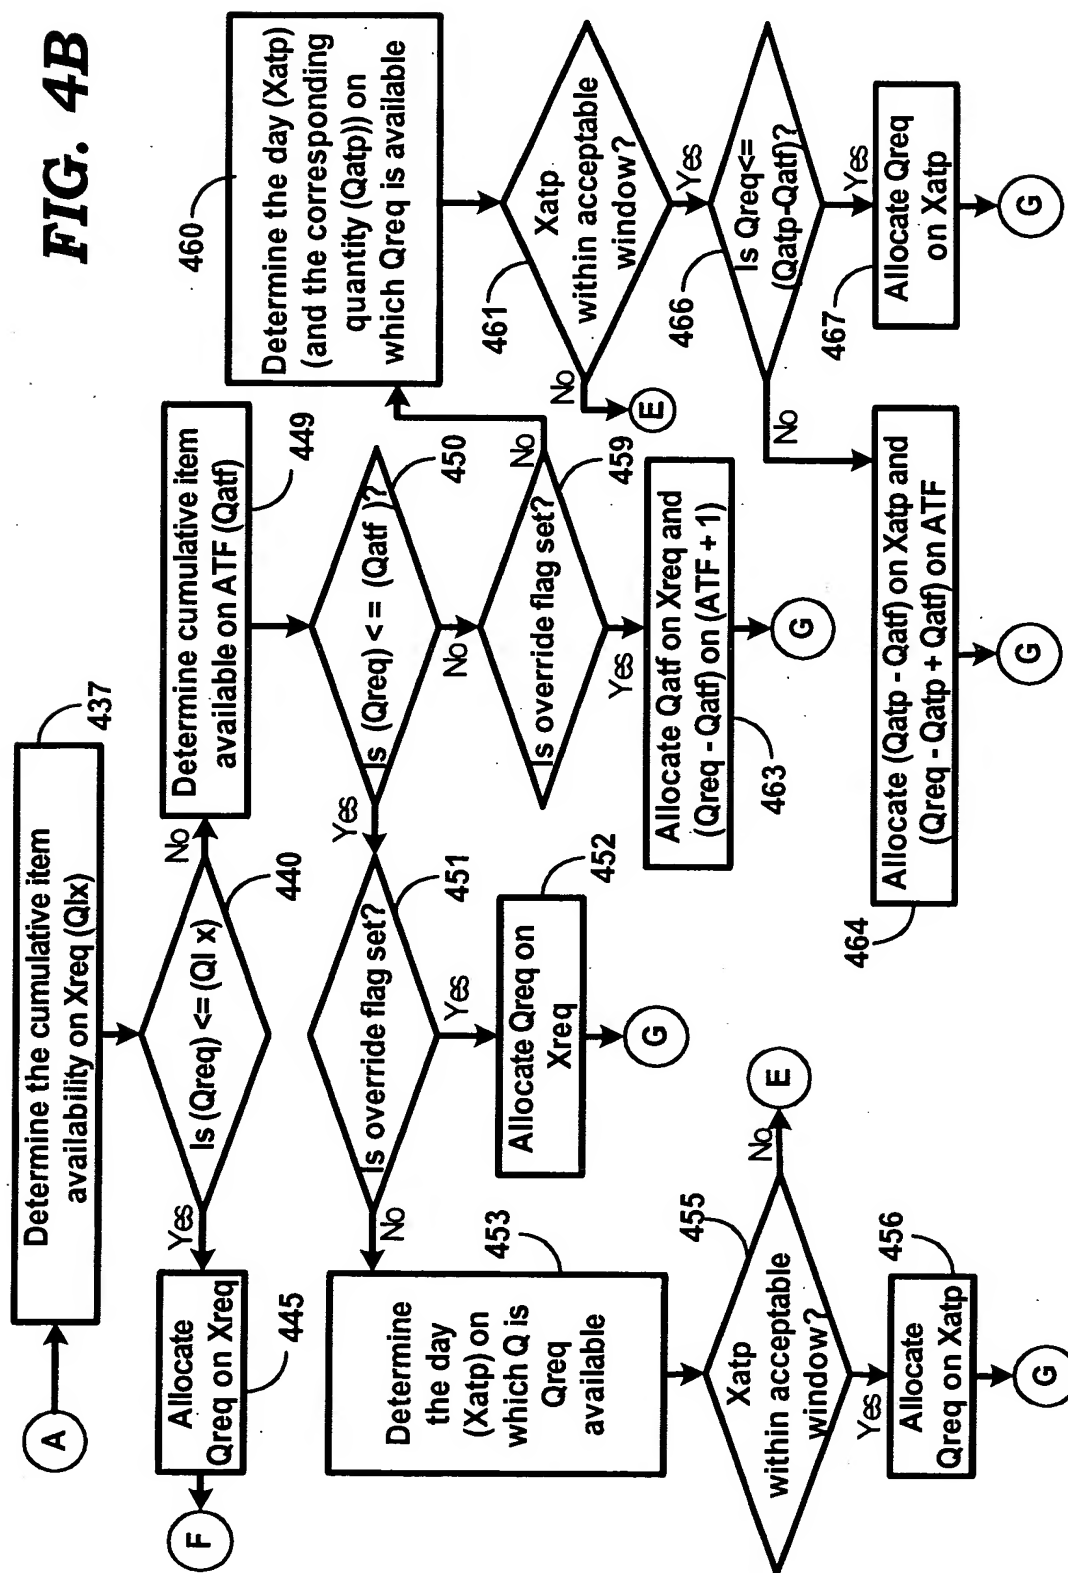 FIG. 4B
A
Determine the cumulative item
availability on Xreq (QIx)
437
Is (Qreq) <= (QI x)
440
Yes
No
Allocate
Qreq on Xreq
445
F
Determine cumulative item
available on ATF (Qatf)
449
Is (Qreq) < = (Qatf )?
450
Yes
No
Is override flag set?
451
Yes
No
Allocate Qreq on
Xreq
452
G
Determine
the day
(Xatp) on
which Q is
Qreq
available
453
Xatp
within acceptable
window?
455
No
E
Yes
Allocate
Qreq on Xatp
456
G
Is override flag set?
459
No
Yes
Allocate Qatf on Xreq and
(Qreq - Qatf) on (ATF + 1)
463
G
460
Determine the day (Xatp)
(and the corresponding
quantity (Qatp)) on
which Qreq is available
Xatp
within acceptable
window?
461
No
E
Yes
Is Qreq<=
(Qatp-Qatf)?
466
No
Yes
Allocate Qreq
on Xatp
467
G
Allocate (Qatp - Qatf) on Xatp and
(Qreq - Qatp + Qatf) on ATF
464
G